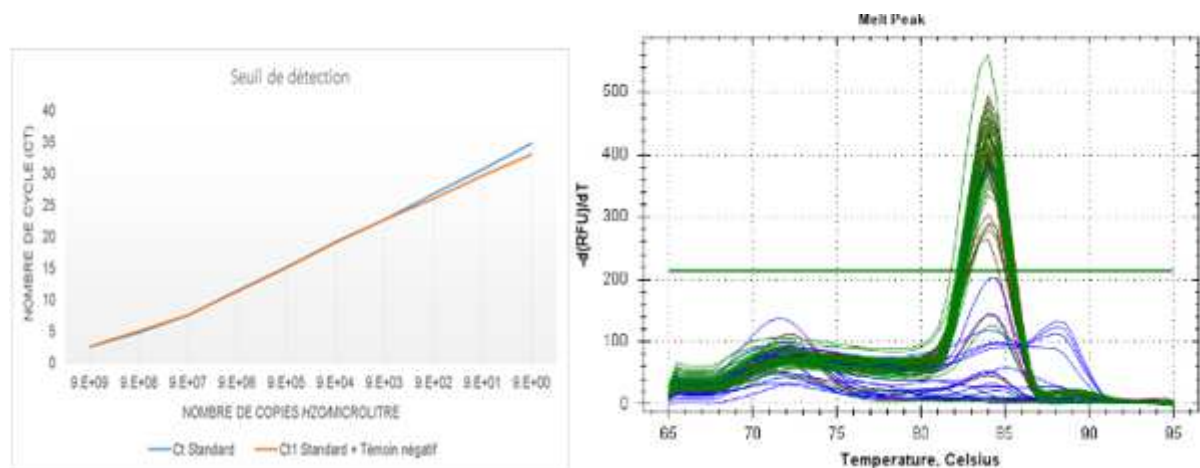 Seuil de détection
NOMBRE DE CYCLE (CT)
40
35
30
25
20
15
10
5
0
9.E+09 9.E+08 9.E+07 9.E+06 9.E+05 9.E+04 9.E+03 9.E+02 9.E+01 9.E+00
NOMBRE DE COPIES HZO/MICROLITRE
Ct Standard Ct1 Standard + Témoin négatif
Melt Peak
-d(RFU)/dT
500
400
300
200
100
0
65 70 75 80 85 90 95
Temperature, Celsius